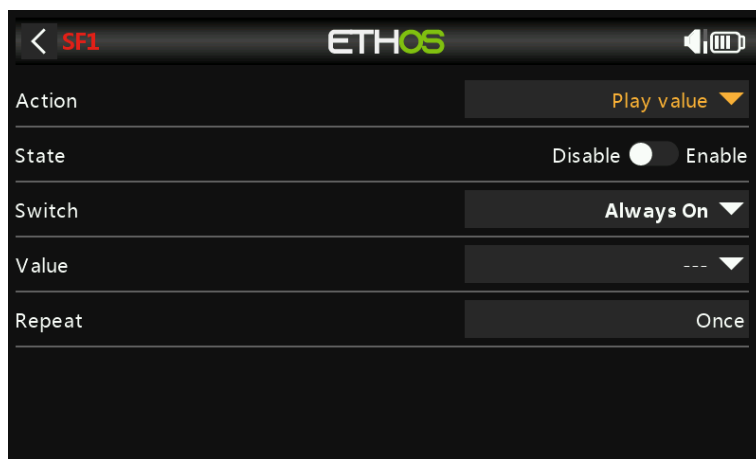 SF1 ETHOS
Action Play value
State Disable Enable
Switch Always On
Value ---
Repeat Once